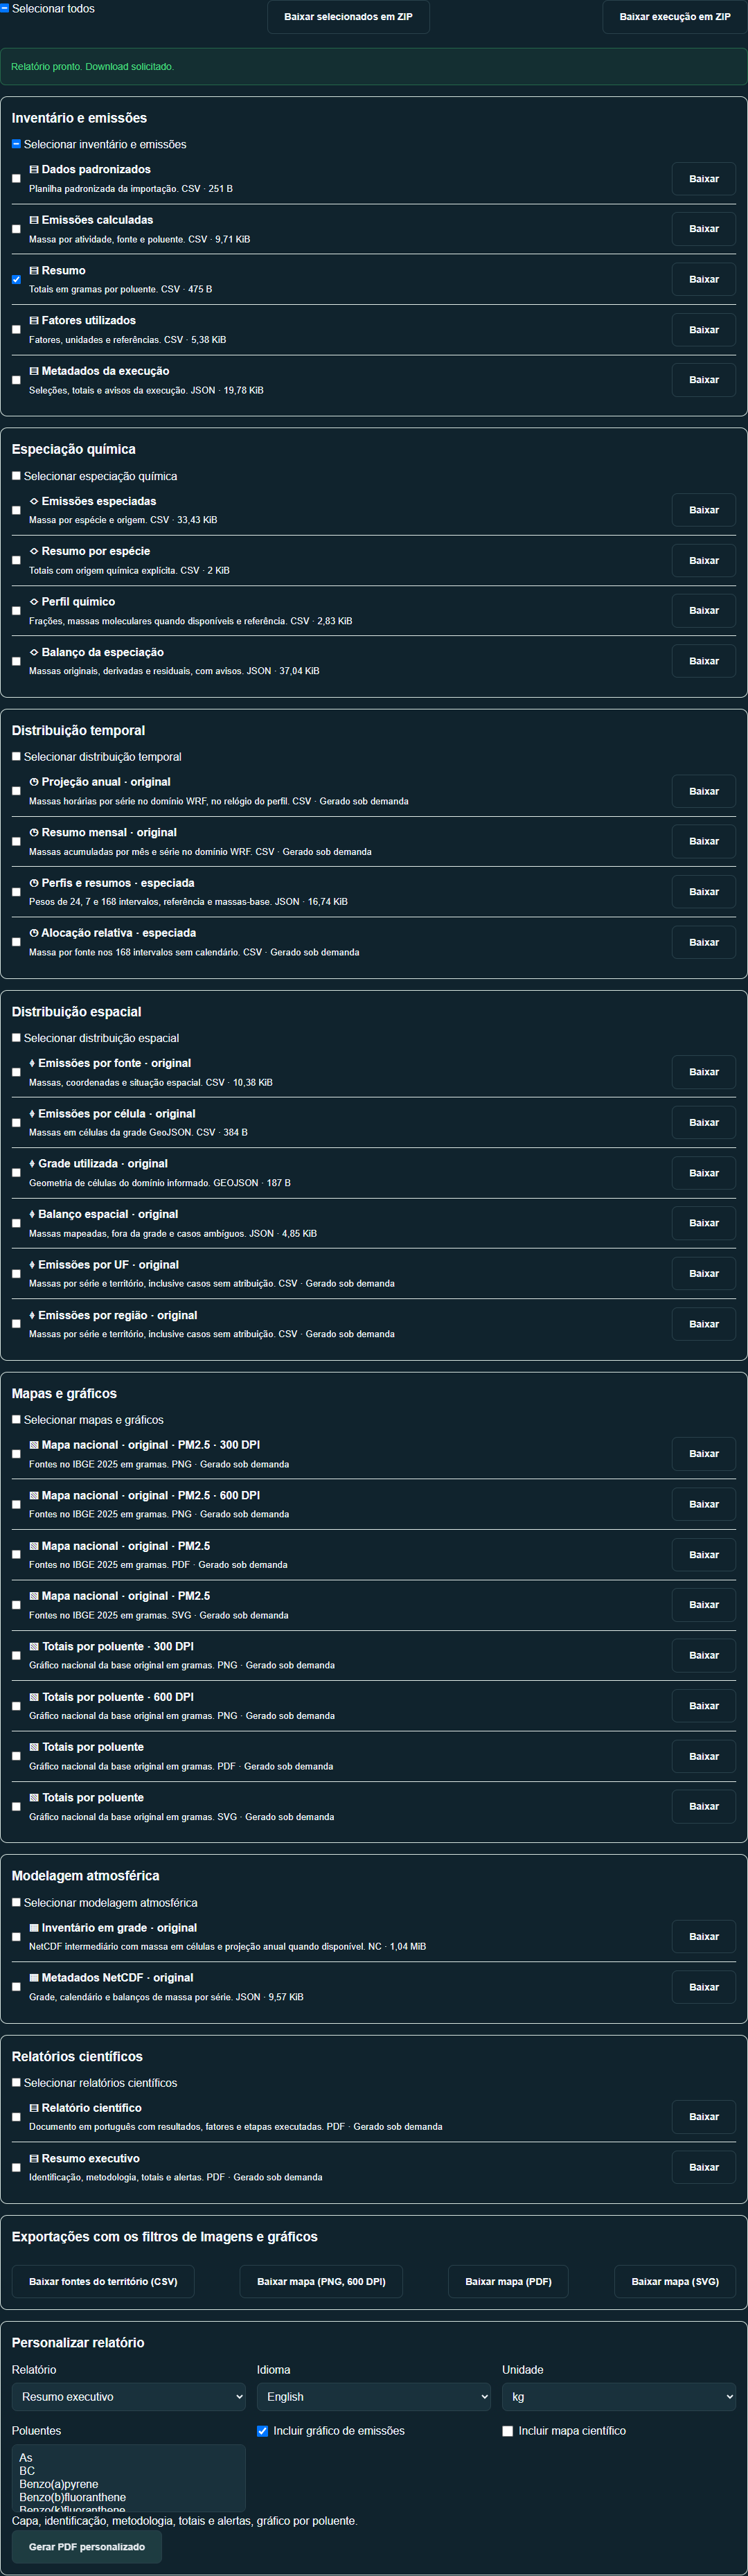 Selecionar todos
Baixar selecionados em ZIP
Baixar execução em ZIP
Relatório pronto. Download solicitado.
Inventário e emissões
Selecionar inventário e emissões
Dados padronizados
Planilha padronizada da importação. CSV · 251 B
Baixar
Emissões calculadas
Massa por atividade, fonte e poluente. CSV · 9,71 KiB
Baixar
Resumo
Totais em gramas por poluente. CSV · 475 B
Baixar
Fatores utilizados
Fatores, unidades e referências. CSV · 5,38 KiB
Baixar
Metadados da execução
Seleções, totais e avisos da execução. JSON · 19,78 KiB
Baixar
Especiação química
Selecionar especiação química
Emissões especiadas
Massa por espécie e origem. CSV · 33,43 KiB
Baixar
Resumo por espécie
Totais com origem química explícita. CSV · 2 KiB
Baixar
Perfil químico
Frações, massas moleculares quando disponíveis e referência. CSV · 2,83 KiB
Baixar
Balanço da especiação
Massas originais, derivadas e residuais, com avisos. JSON · 37,04 KiB
Baixar
Distribuição temporal
Selecionar distribuição temporal
Projeção anual · original
Massas horárias por série no domínio WRF, no relógio do perfil. CSV · Gerado sob demanda
Baixar
Resumo mensal · original
Massas acumuladas por mês e série no domínio WRF. CSV · Gerado sob demanda
Baixar
Perfis e resumos · especiada
Pesos de 24, 7 e 168 intervalos, referência e massas-base. JSON · 16,74 KiB
Baixar
Alocação relativa · especiada
Massa por fonte nos 168 intervalos sem calendário. CSV · Gerado sob demanda
Baixar
Distribuição espacial
Selecionar distribuição espacial
Emissões por fonte · original
Massas, coordenadas e situação espacial. CSV · 10,38 KiB
Baixar
Emissões por célula · original
Massas em células da grade GeoJSON. CSV · 384 B
Baixar
Grade utilizada · original
Geometria de células do domínio informado. GEOJSON · 187 B
Baixar
Balanço espacial · original
Massas mapeadas, fora da grade e casos ambíguos. JSON · 4,85 KiB
Baixar
Emissões por UF · original
Massas por série e território, inclusive casos sem atribuição. CSV · Gerado sob demanda
Baixar
Emissões por região · original
Massas por série e território, inclusive casos sem atribuição. CSV · Gerado sob demanda
Baixar
Mapas e gráficos
Selecionar mapas e gráficos
Mapa nacional · original · PM2.5 · 300 DPI
Fontes no IBGE 2025 em gramas. PNG · Gerado sob demanda
Baixar
Mapa nacional · original · PM2.5 · 600 DPI
Fontes no IBGE 2025 em gramas. PNG · Gerado sob demanda
Baixar
Mapa nacional · original · PM2.5
Fontes no IBGE 2025 em gramas. PDF · Gerado sob demanda
Baixar
Mapa nacional · original · PM2.5
Fontes no IBGE 2025 em gramas. SVG · Gerado sob demanda
Baixar
Totais por poluente · 300 DPI
Gráfico nacional da base original em gramas. PNG · Gerado sob demanda
Baixar
Totais por poluente · 600 DPI
Gráfico nacional da base original em gramas. PNG · Gerado sob demanda
Baixar
Totais por poluente
Gráfico nacional da base original em gramas. PDF · Gerado sob demanda
Baixar
Totais por poluente
Gráfico nacional da base original em gramas. SVG · Gerado sob demanda
Baixar
Modelagem atmosférica
Selecionar modelagem atmosférica
Inventário em grade · original
NetCDF intermediário com massa em células e projeção anual quando disponível. NC · 1,04 MiB
Baixar
Metadados NetCDF · original
Grade, calendário e balanços de massa por série. JSON · 9,57 KiB
Baixar
Relatórios científicos
Selecionar relatórios científicos
Relatório científico
Documento em português com resultados, fatores e etapas executadas. PDF · Gerado sob demanda
Baixar
Resumo executivo
Identificação, metodologia, totais e alertas. PDF · Gerado sob demanda
Baixar
Exportações com os filtros de Imagens e gráficos
Baixar fontes do território (CSV)
Baixar mapa (PNG, 600 DPI)
Baixar mapa (PDF)
Baixar mapa (SVG)
Personalizar relatório
Relatório
Idioma
Unidade
Resumo executivo
English
kg
Poluentes
Incluir gráfico de emissões
Incluir mapa científico
As
BC
Benzo(a)pyrene
Benzo(b)fluoranthene
Benzo(k)fluoranthene
Capa, identificação, metodologia, totais e alertas, gráfico por poluente.
Gerar PDF personalizado